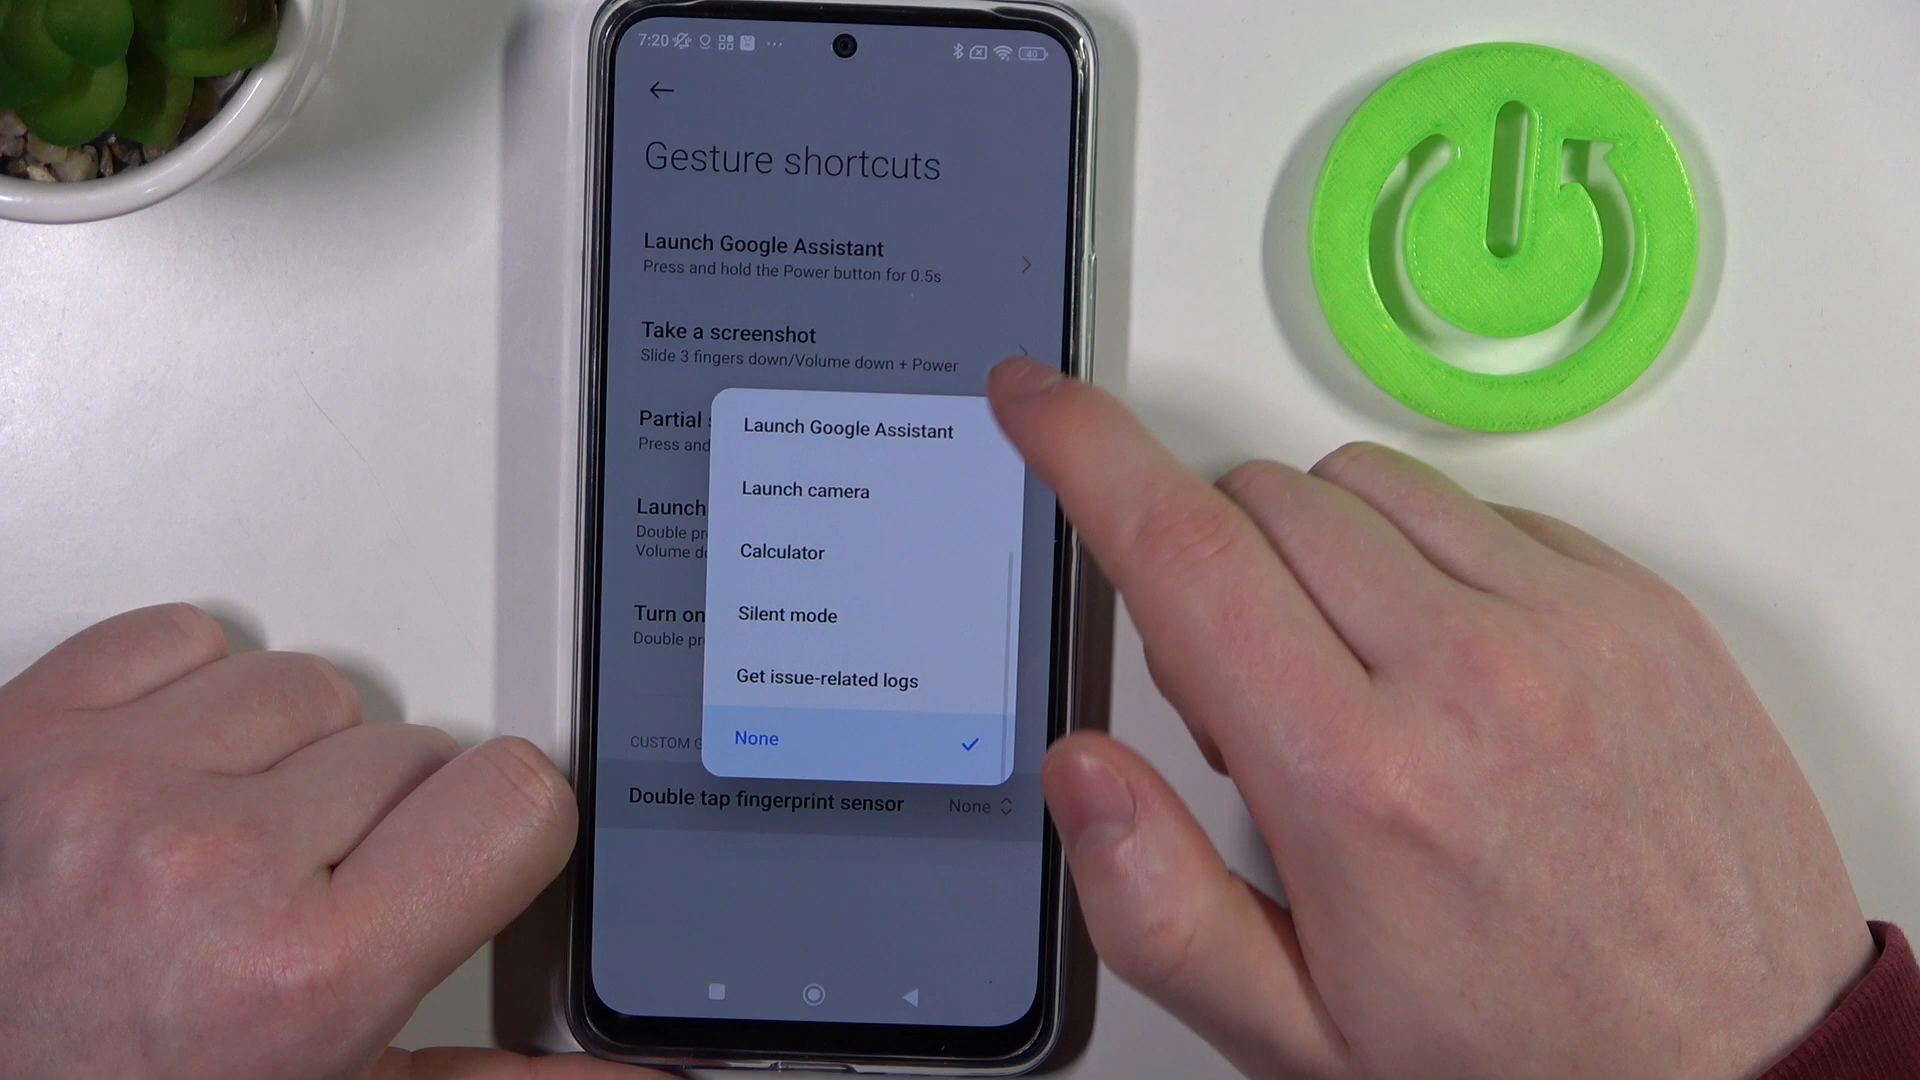 7:20
40
Gesture shortcuts
Launch Google Assistant
Press and hold the Power button for 0.5s
Take a screenshot
Slide 3 fingers down/Volume down + Power
Partial
Press and
Launch
Double
Volume
Turn on
Double
CUSTOM
Launch Google Assistant
Launch camera
Calculator
Silent mode
Get issue-related logs
None
Double tap fingerprint sensor
None